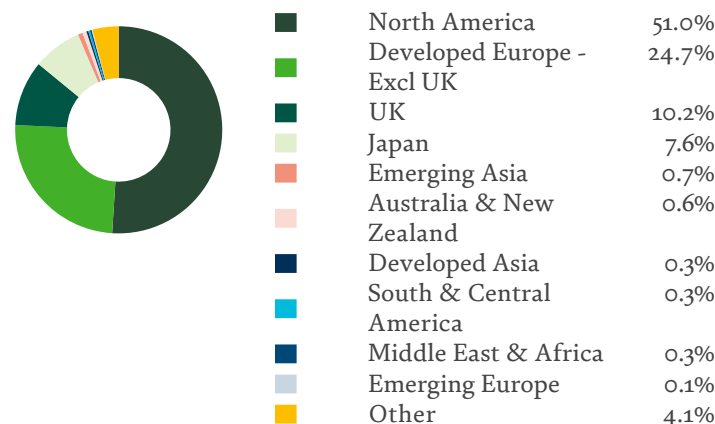 North America 51.0%
Developed Europe - 24.7%
Excl UK
UK 10.2%
Japan 7.6%
Emerging Asia 0.7%
Australia & New 0.6%
Zealand
Developed Asia 0.3%
South & Central 0.3%
America
Middle East & Africa 0.3%
Emerging Europe 0.1%
Other 4.1%